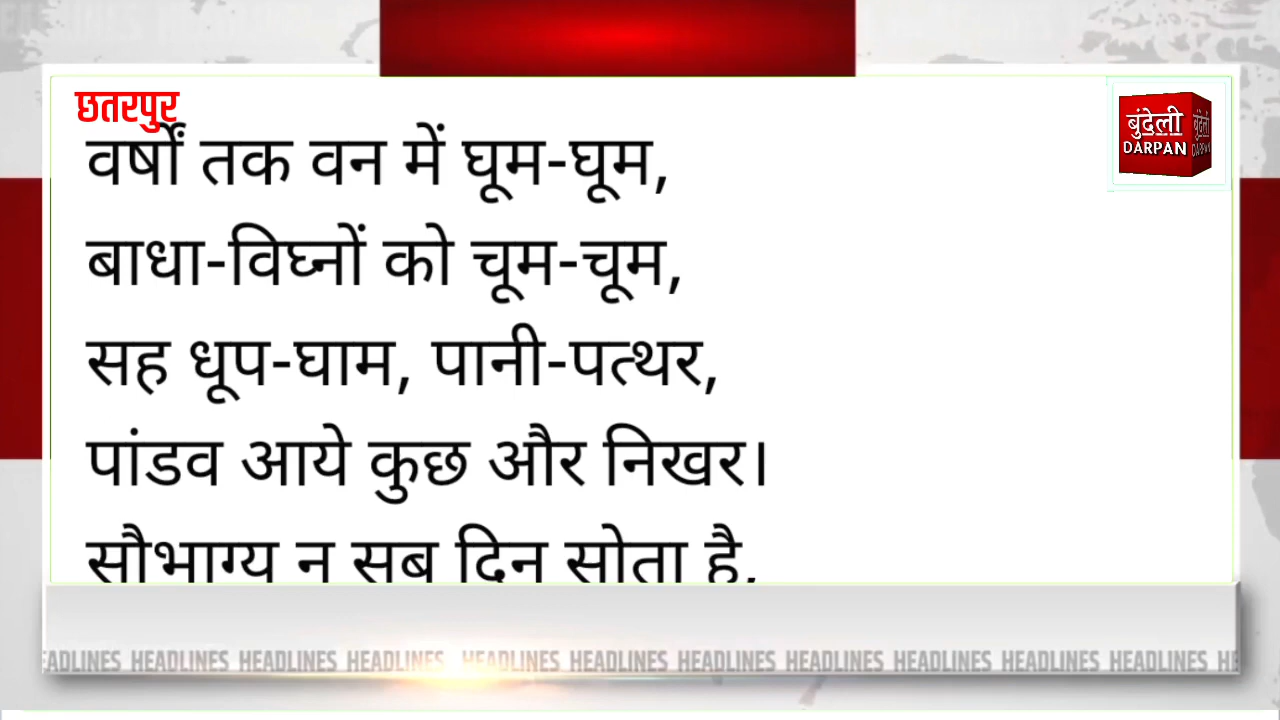 छतरपुर
बुंदेली
DARPAN
वर्षों तक वन में घूम-घूम,
बाधा-विघ्नों को चूम-चूम,
सह धूप-घाम, पानी-पत्थर,
पांडव आये कुछ और निखर।
सौभाग्य न सब दिन सोता है,
HEADLINES HEADLINES HEADLINES HEADLINES HEADLINES HEADLINES HEADLINES HEADLINES HEADLINES HEADLINES